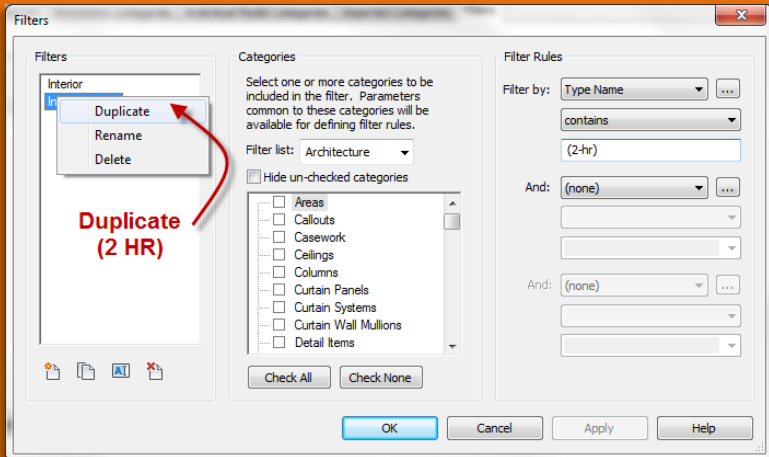 Filters
Filters
Interior
In
Duplicate
Rename
Delete
Duplicate
(2 HR)
Categories
Select one or more categories to be
included in the filter. Parameters
common to these categories will be
available for defining filter rules.
Filter list: Architecture
Hide un-checked categories
Areas
Callouts
Casework
Ceilings
Columns
Curtain Panels
Curtain Systems
Curtain Wall Mullions
Detail Items
Check All Check None
Filter Rules
Filter by: Type Name ...
contains
(2-hr)
And: (none) ...
And: (none) ...
OK Cancel Apply Help